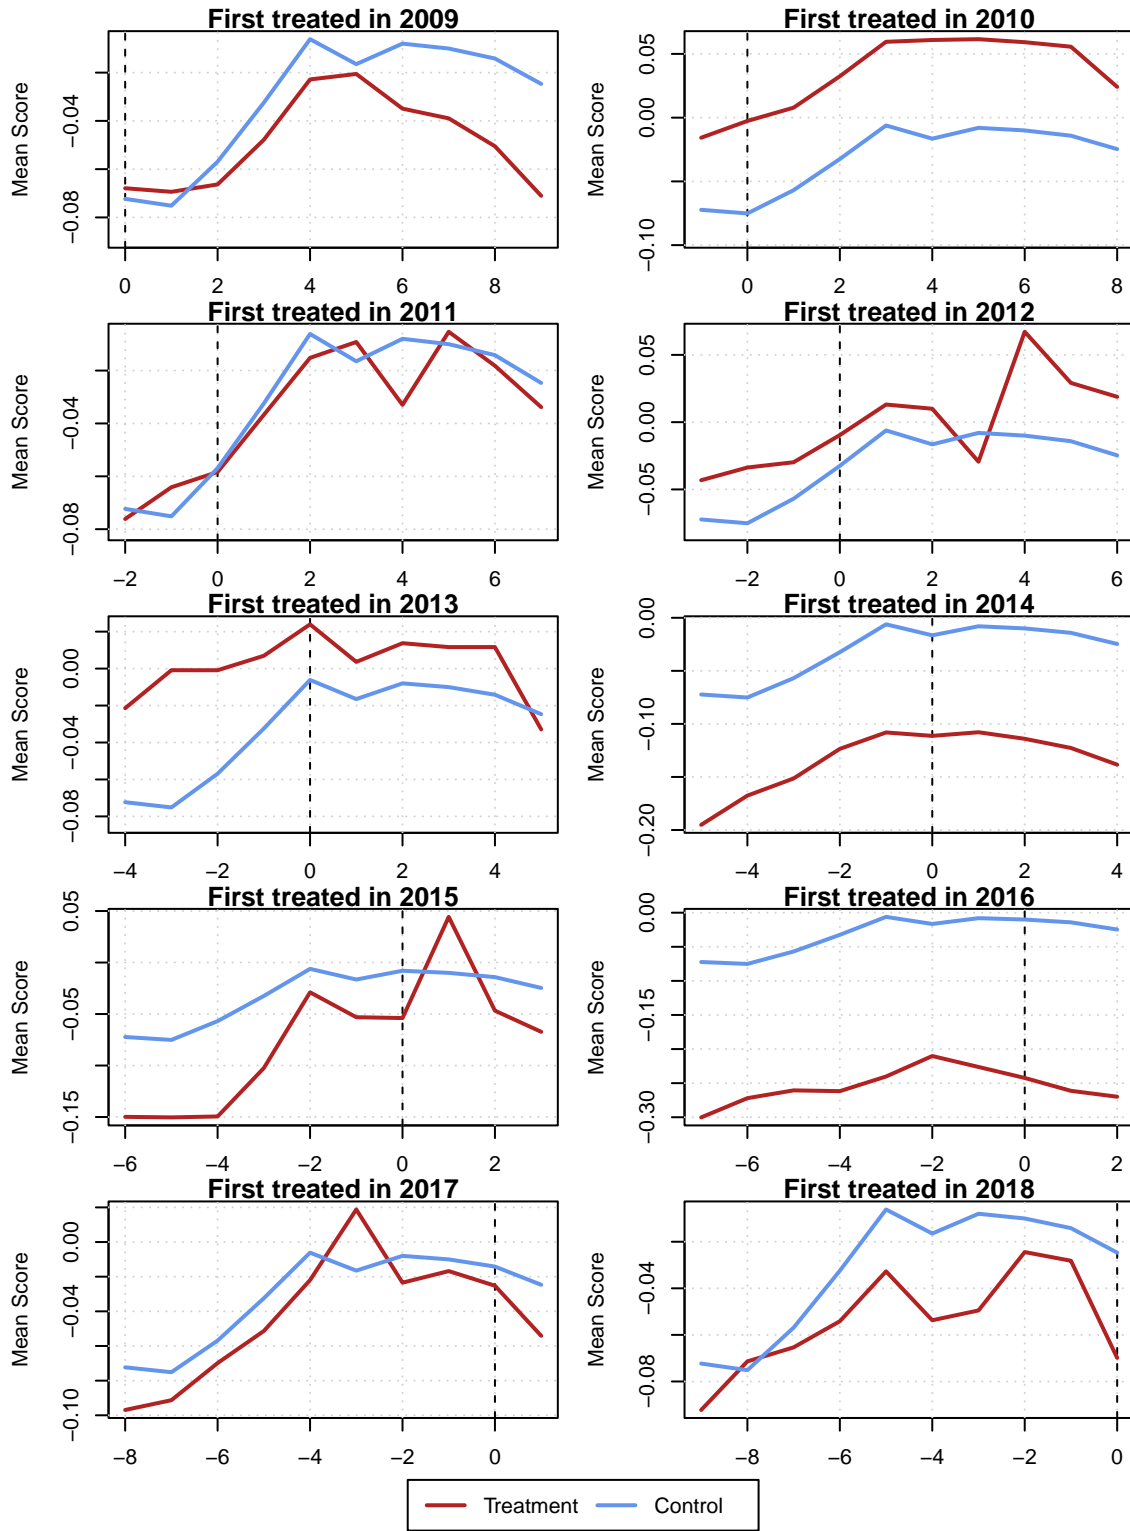 First treated in 2009
Mean Score
−0.04
−0.08
0 2 4 6 8
First treated in 2010
Mean Score
0.05
0.00
−0.10
0 2 4 6 8
First treated in 2011
Mean Score
−0.04
−0.08
−2 0 2 4 6
First treated in 2012
Mean Score
0.05
0.00
−0.05
−2 0 2 4 6
First treated in 2013
Mean Score
0.00
−0.04
−0.08
−4 −2 0 2 4
First treated in 2014
Mean Score
0.00
−0.10
−0.20
−4 −2 0 2 4
First treated in 2015
Mean Score
0.05
−0.05
−0.15
−6 −4 −2 0 2
First treated in 2016
Mean Score
0.00
−0.15
−0.30
−6 −4 −2 0 2
First treated in 2017
Mean Score
0.00
−0.04
−0.10
−8 −6 −4 −2 0
First treated in 2018
Mean Score
−0.04
−0.08
−8 −6 −4 −2 0
Treatment Control